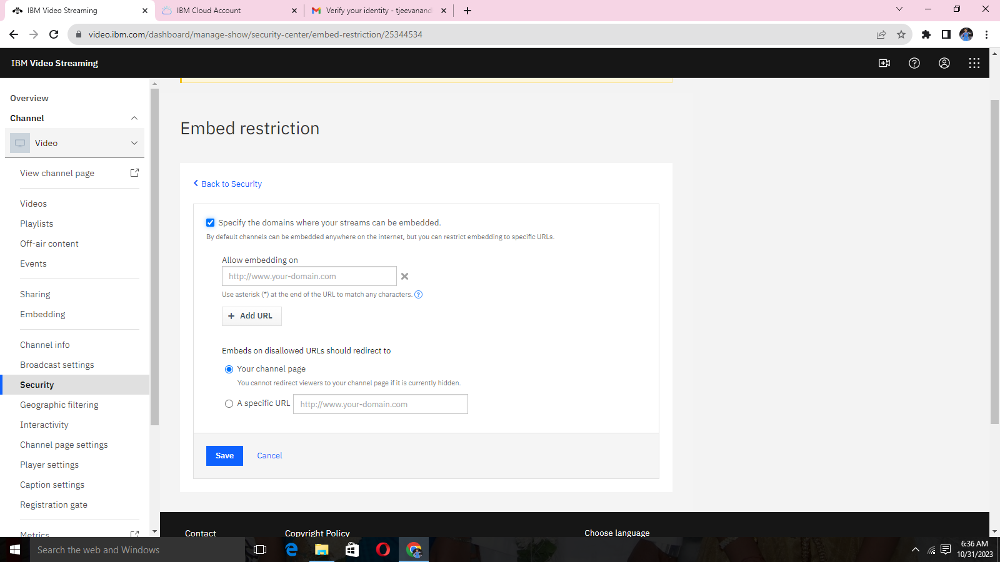 IBM Video Streaming
IBM Cloud Account
Verify your identity - tjeevanand
video.ibm.com/dashboard/manage-show/security-center/embed-restriction/25344534
IBM Video Streaming
Overview
Channel
Video
View channel page
Videos
Playlists
Off-air content
Events
Sharing
Embedding
Channel info
Broadcast settings
Security
Geographic filtering
Interactivity
Channel page settings
Player settings
Caption settings
Registration gate
Metrics
Embed restriction
Back to Security
Specify the domains where your streams can be embedded.
By default channels can be embedded anywhere on the internet, but you can restrict embedding to specific URLs.
Allow embedding on
http://www.your-domain.com
Use asterisk (*) at the end of the URL to match any characters. ?
+ Add URL
Embeds on disallowed URLs should redirect to
Your channel page
You cannot redirect viewers to your channel page if it is currently hidden.
A specific URL http://www.your-domain.com
Save Cancel
Contact Copyright Policy Choose language
Search the web and Windows
6:36 AM
10/31/2023